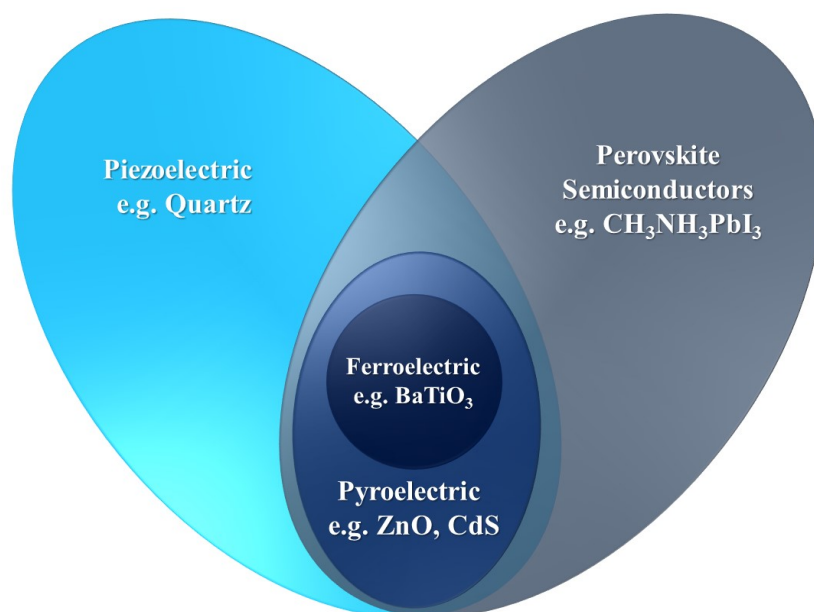 Piezoelectric
e.g. Quartz
Perovskite
Semiconductors
e.g. CH₃NH₃PbI₃
Ferroelectric
e.g. BaTiO₃
Pyroelectric
e.g. ZnO, CdS